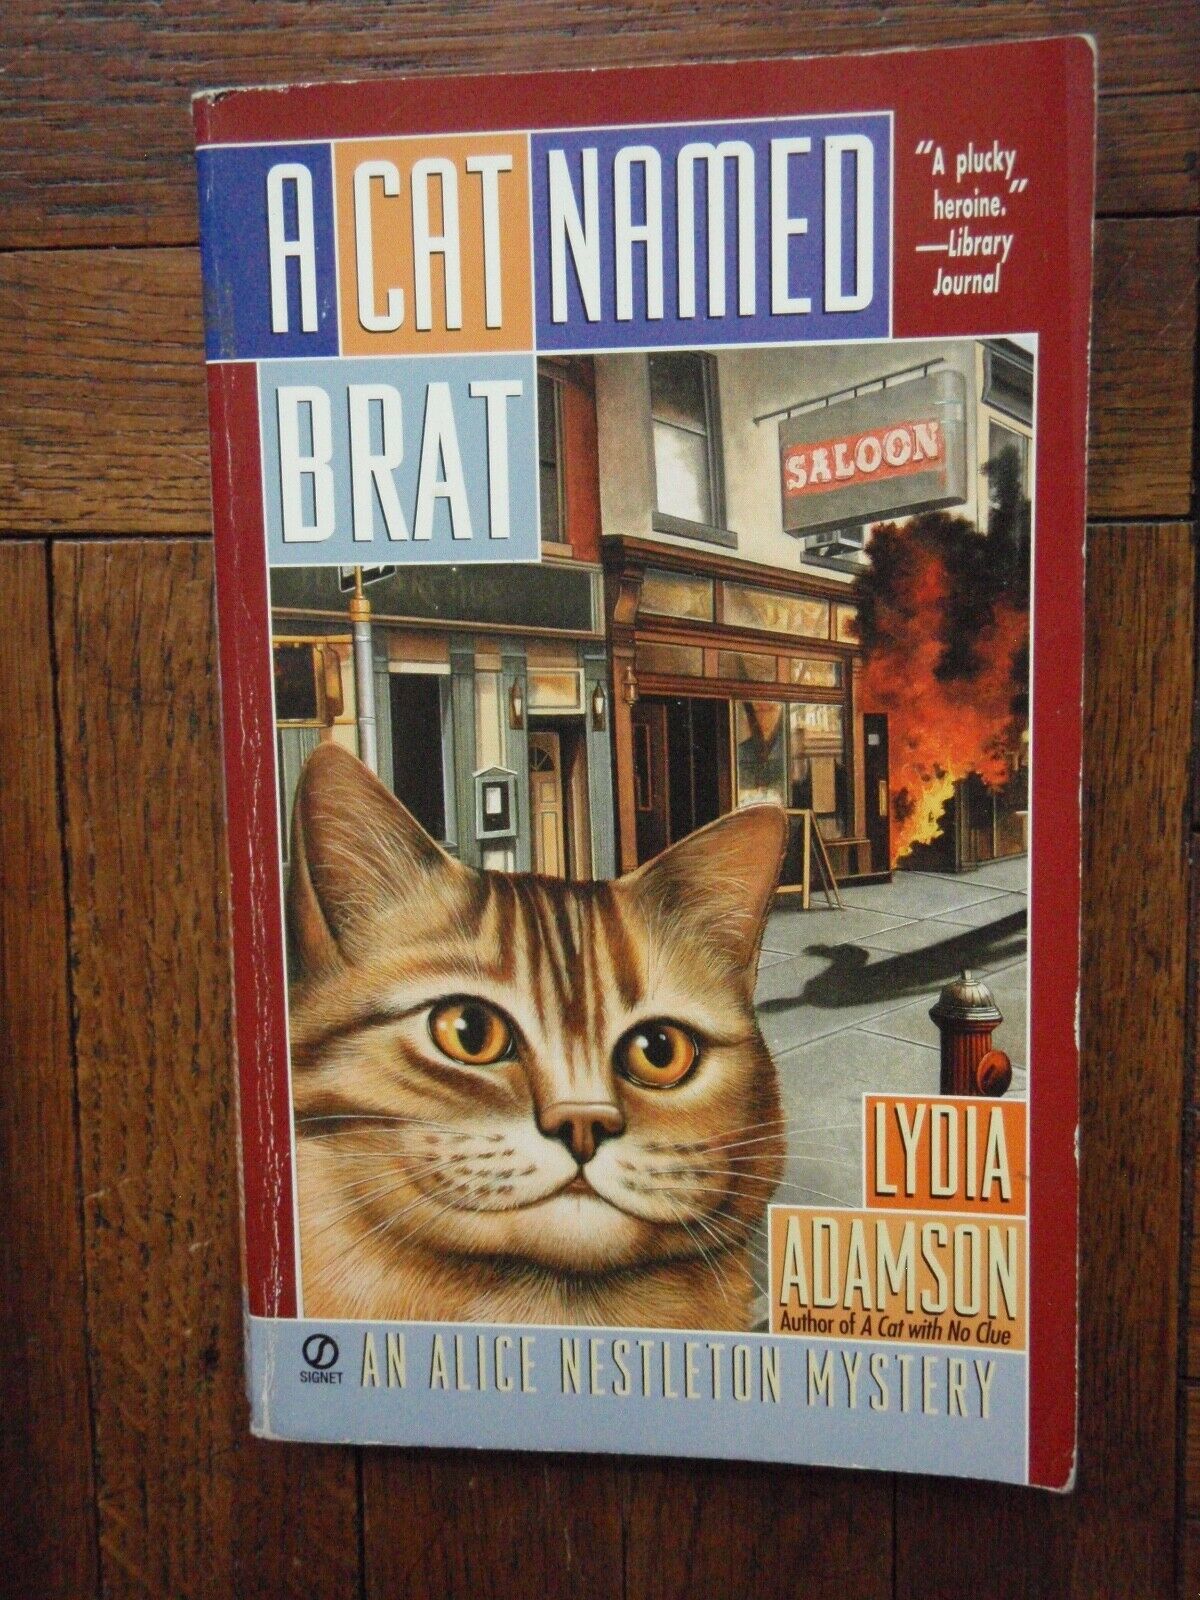 A CAT NAMED
BRAT
"A plucky
heroine."
—Library
Journal
SALOON
LYDIA
ADAMSON
Author of A Cat with No Clue
SIGNET
AN ALICE NESTLETON MYSTERY